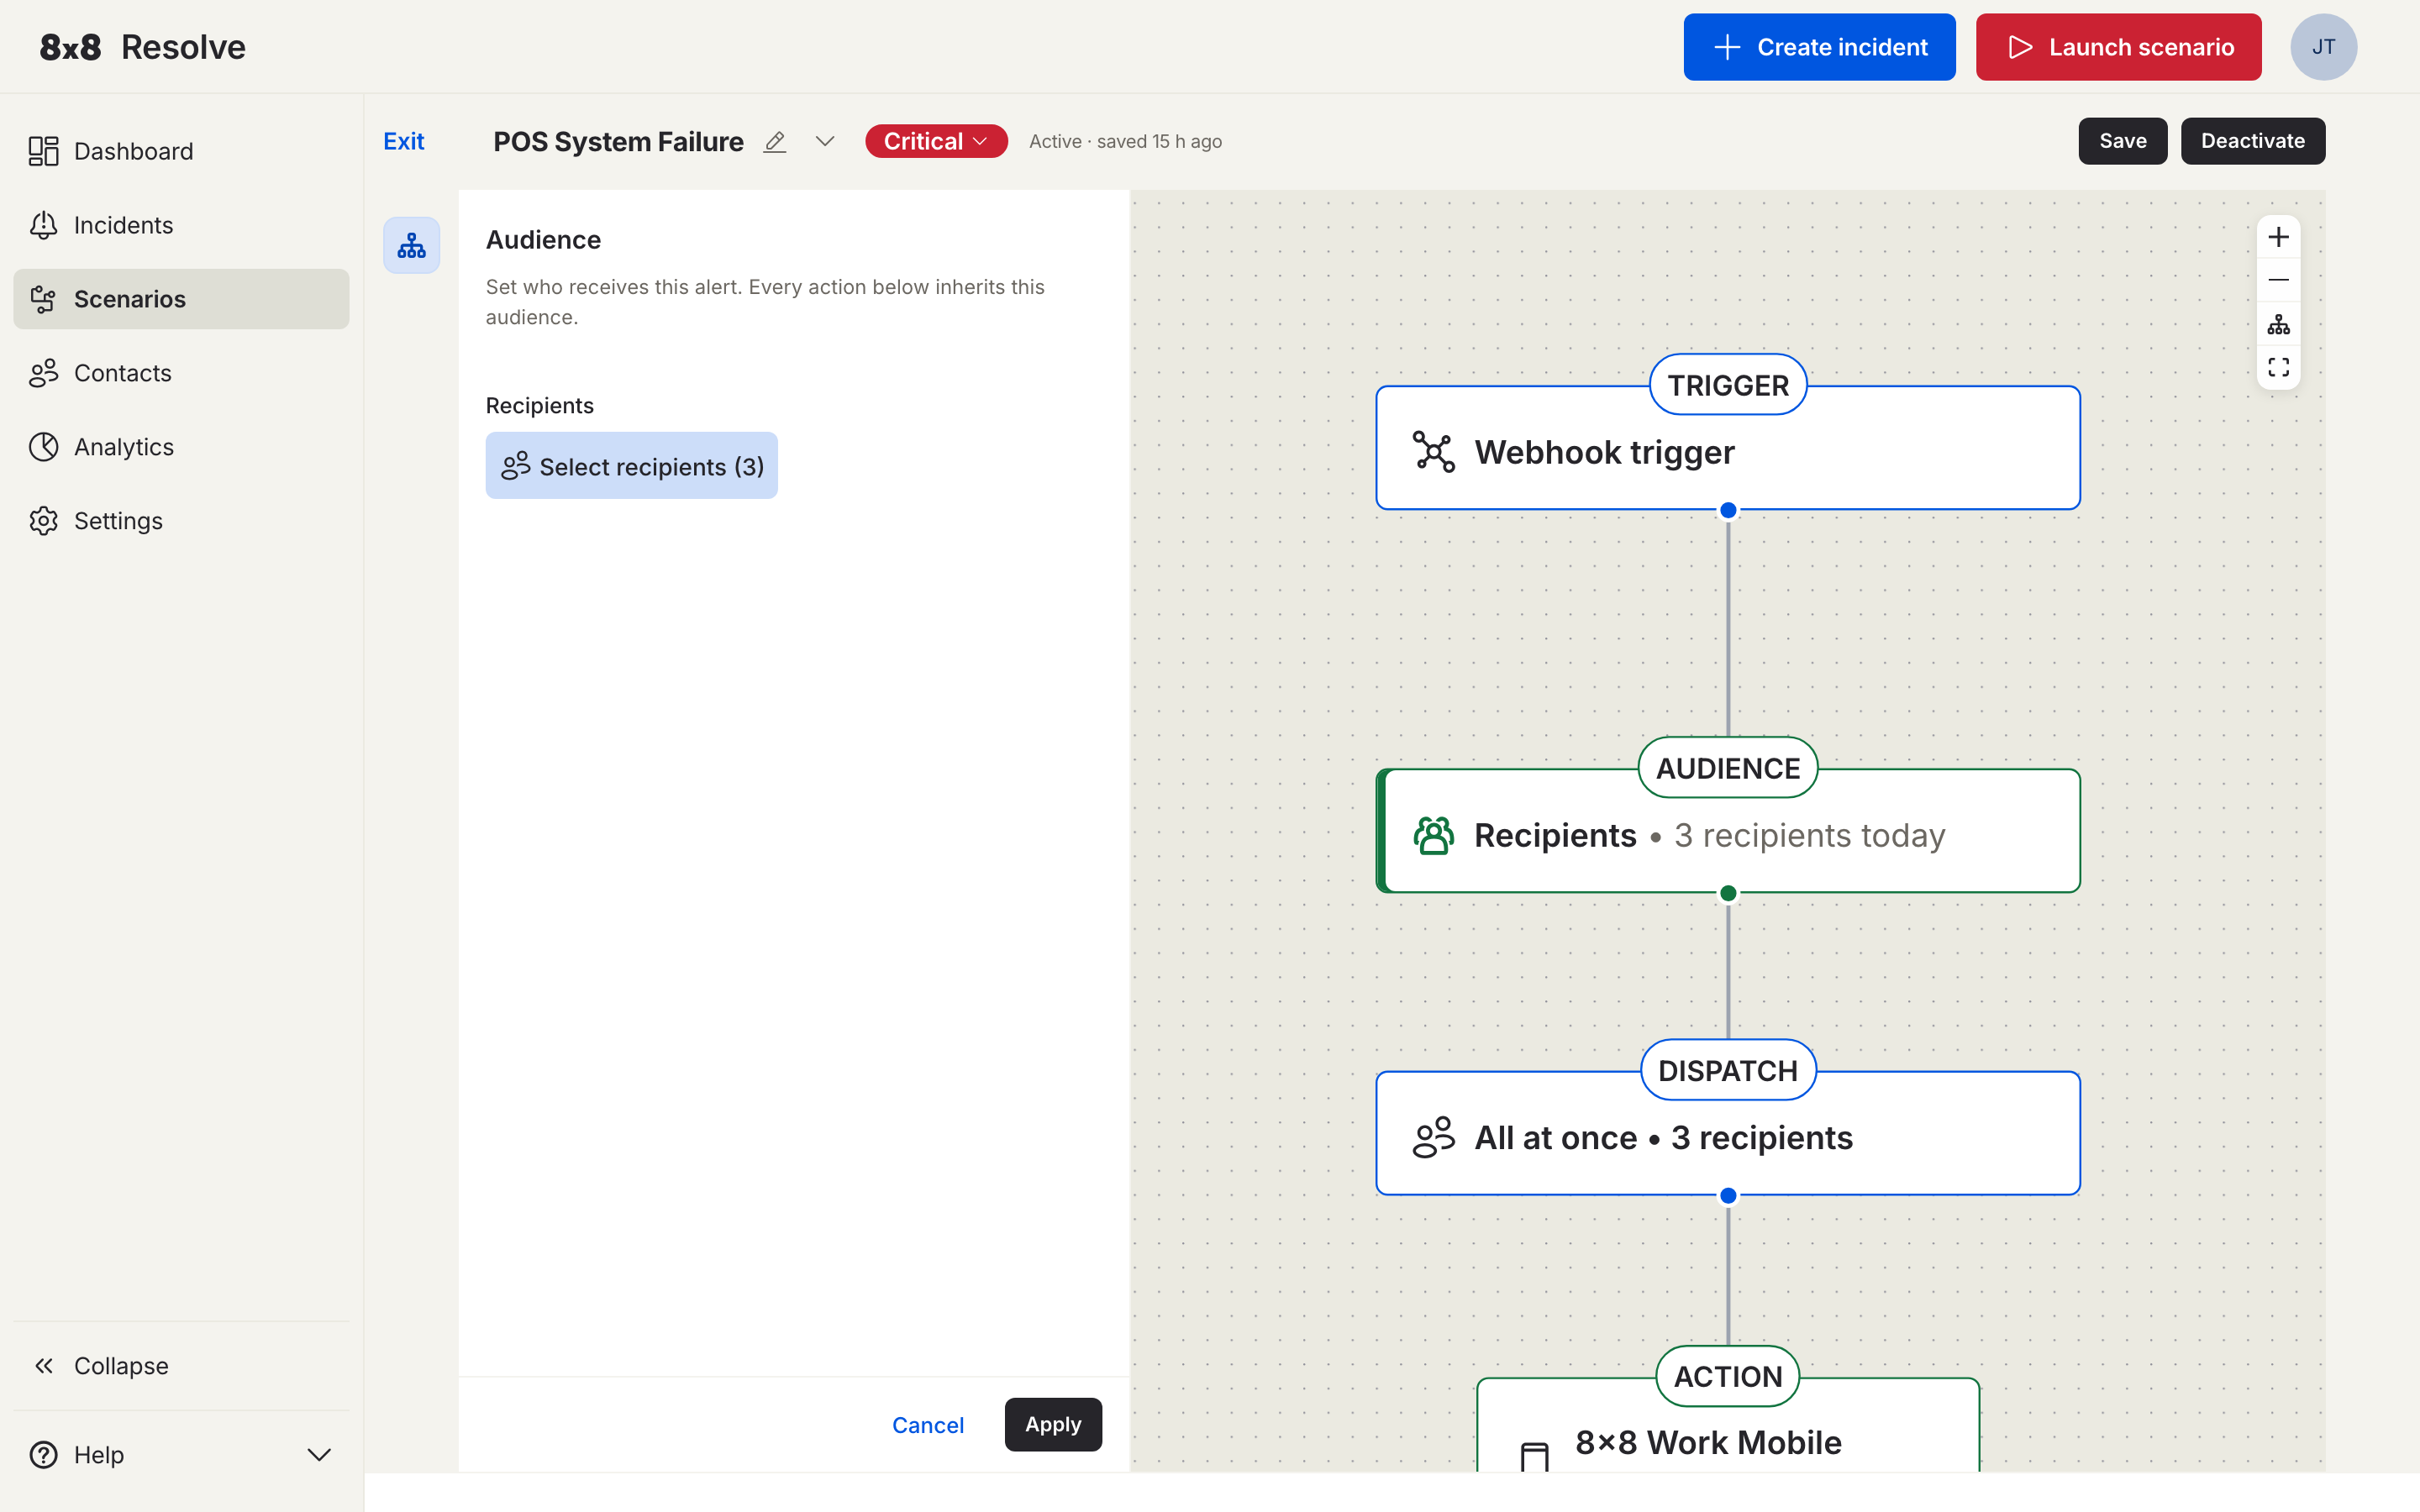 8x8 Resolve
Create incident
Launch scenario
JT
Dashboard
Incidents
Scenarios
Contacts
Analytics
Settings
Collapse
Help
Exit
POS System Failure
Critical
Active · saved 15 h ago
Save
Deactivate
Audience
Set who receives this alert. Every action below inherits this
audience.
Recipients
Select recipients (3)
Cancel
Apply
TRIGGER
Webhook trigger
AUDIENCE
Recipients • 3 recipients today
DISPATCH
All at once • 3 recipients
ACTION
8×8 Work Mobile